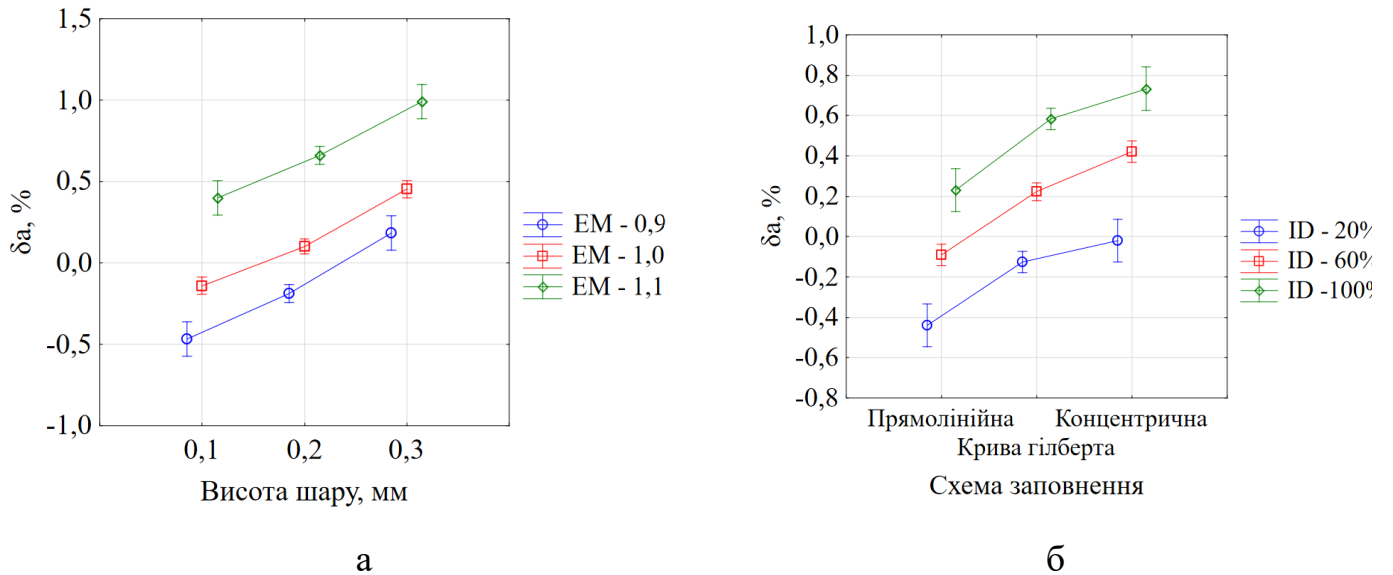 1,5
1,0
0,5
0,0
-0,5
-1,0
δа, %
0,1 0,2 0,3
Висота шару, мм
EM - 0,9
EM - 1,0
EM - 1,1
а
1,0
0,8
0,6
0,4
0,2
0,0
-0,2
-0,4
-0,6
-0,8
δа, %
Прямолінійна Концентрична
Крива гілберта
Схема заповнення
ID - 20%
ID - 60%
ID -100%
б